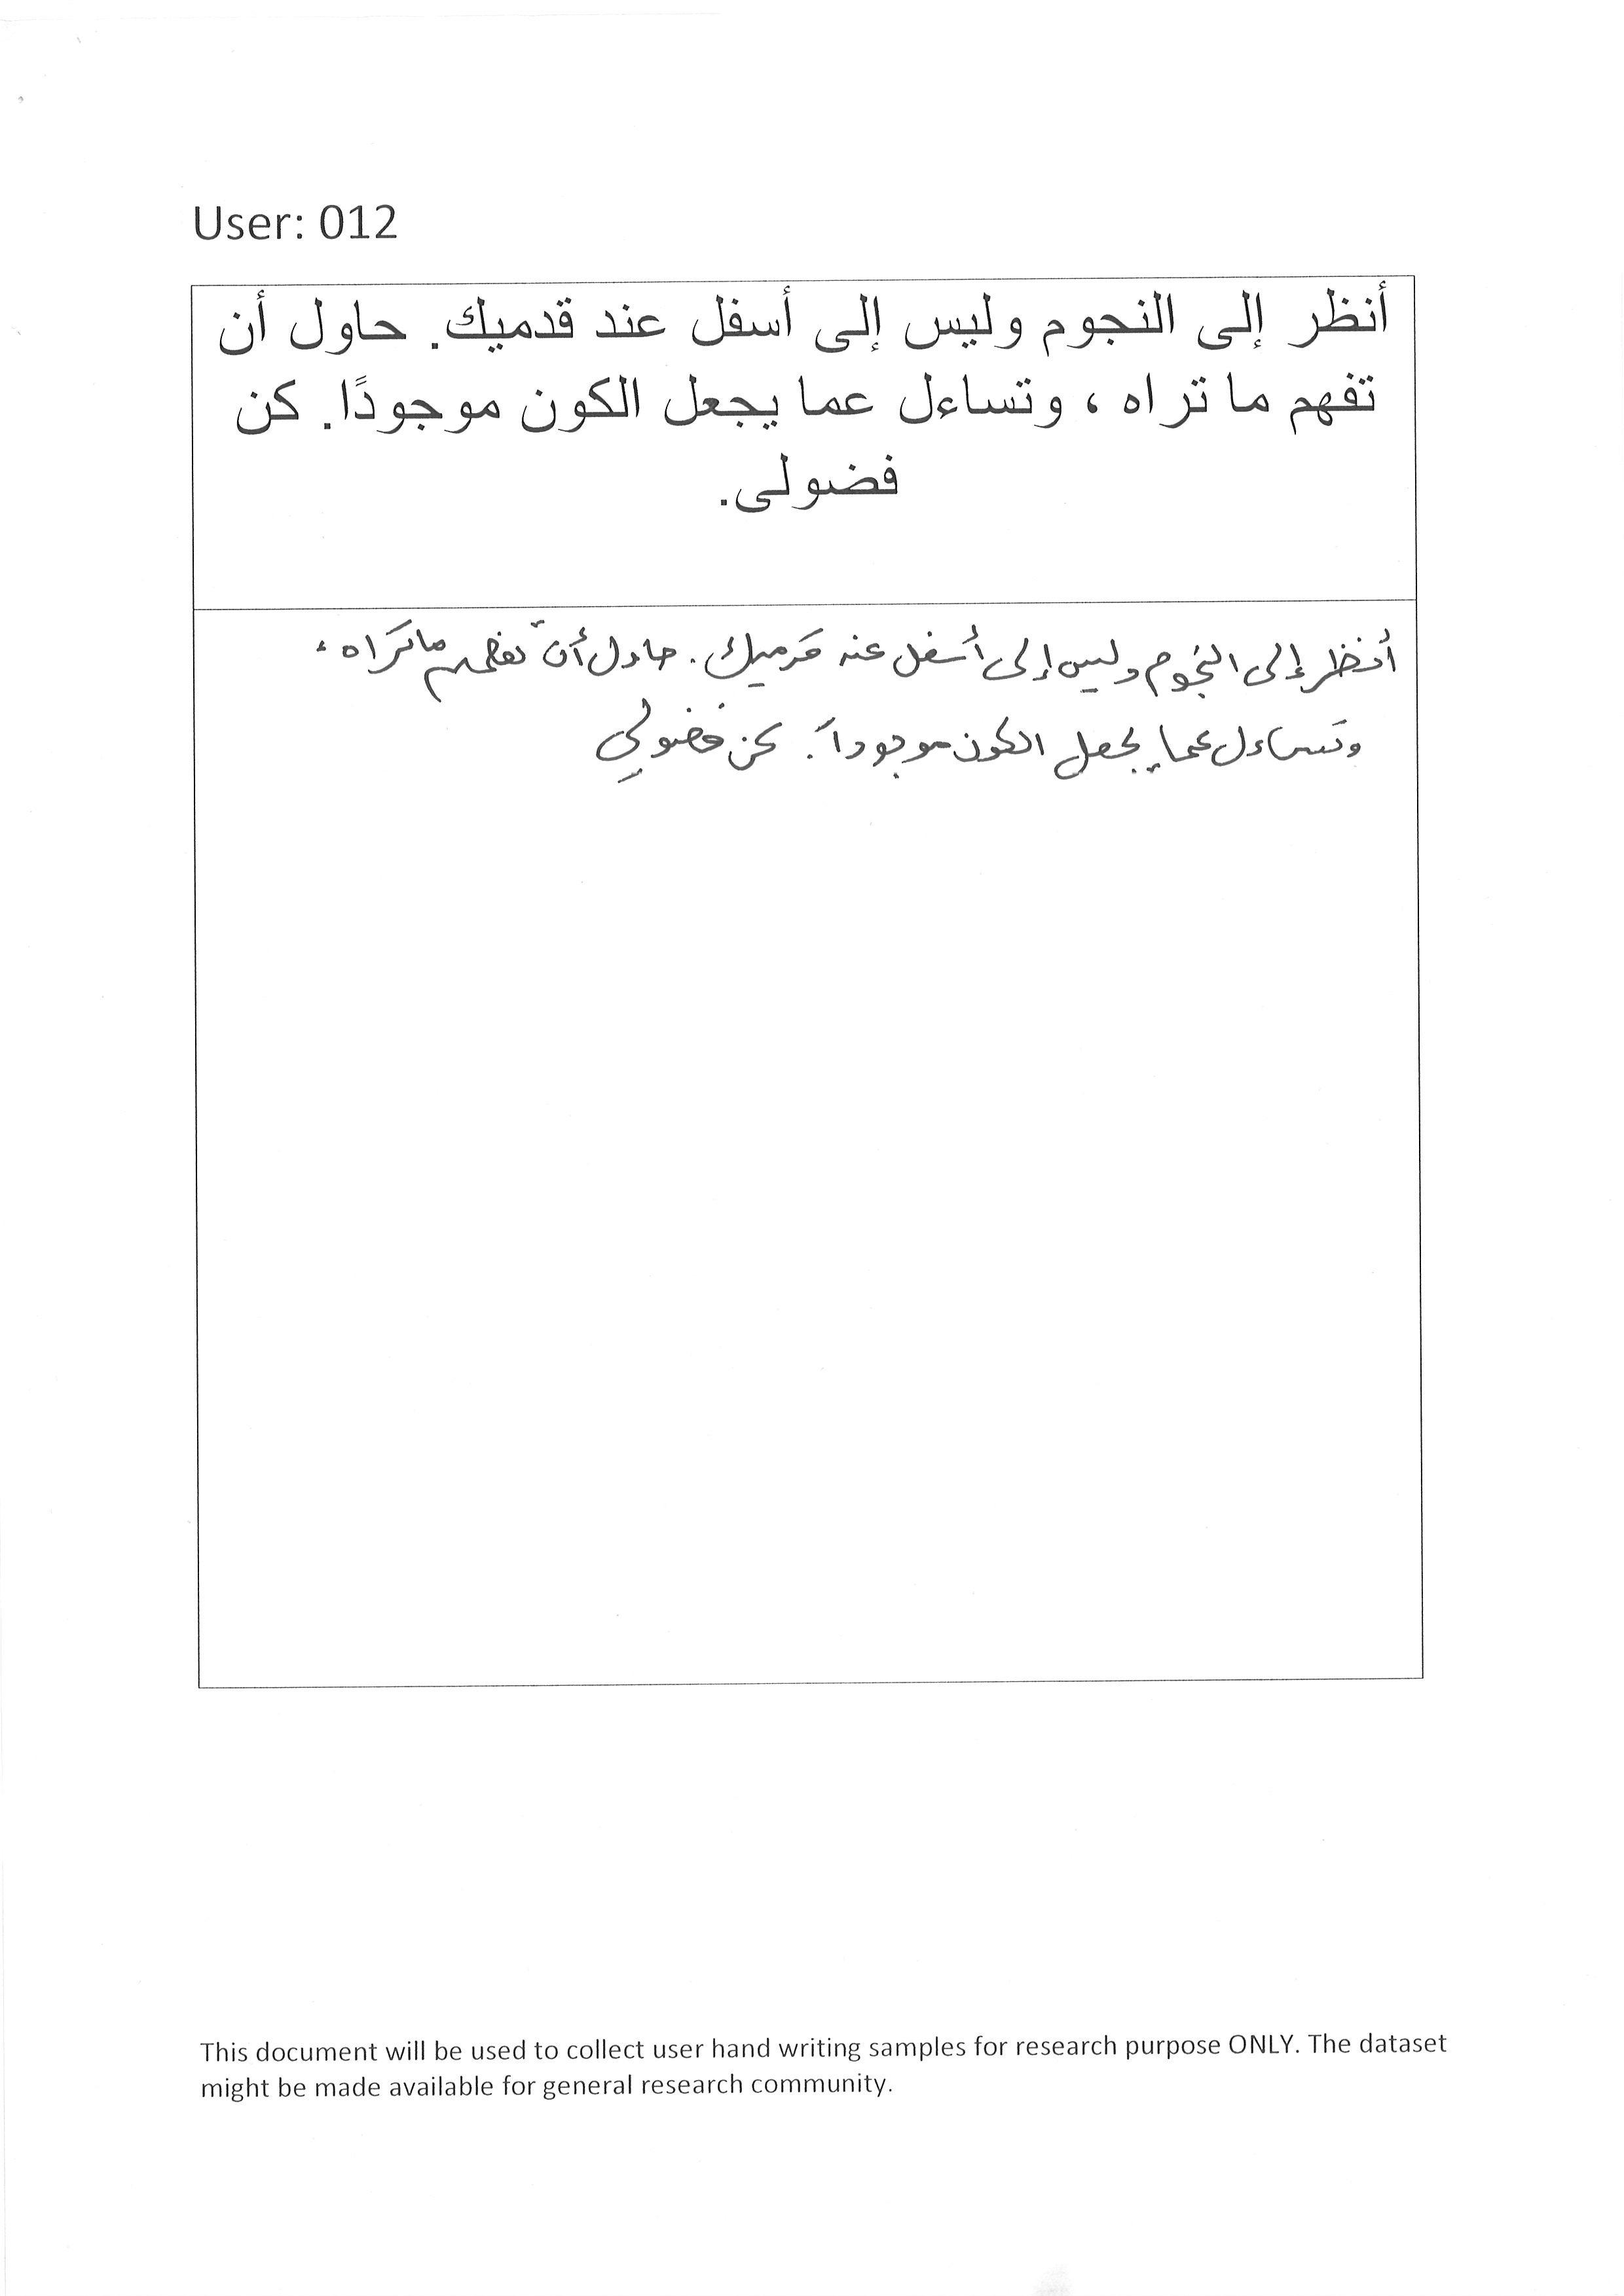 User: 012
أنظر إلى النجوم وليس إلى أسفل عند قدميك. حاول أن
تفهم ما تراه ، وتساءل عما يجعل الكون موجودًا. كن
فضولى.
أنظر إلى النجوم وليس إلى أسفل عند قدميك. حاول أن تفهم ما تراه ،
وتساءل عما يجعل الكون موجوداً. كن فضولي
This document will be used to collect user hand writing samples for research purpose ONLY. The dataset
might be made available for general research community.